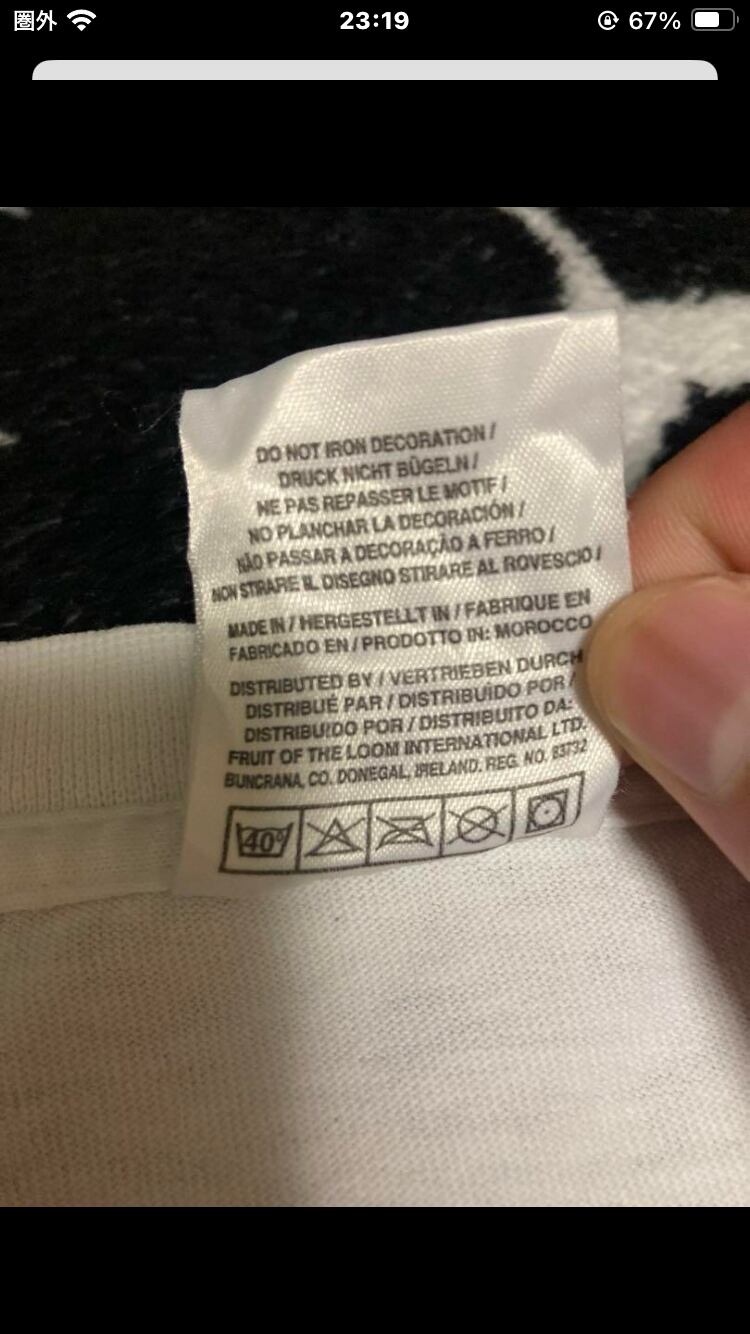 圏外
23:19
67%
DO NOT IRON DECORATION /
DRUCK NICHT BÜGELN /
NE PAS REPASSER LE MOTIF /
NO PLANCHAR LA DECORACIÓN /
NÃO PASSAR A DECORAÇÃO A FERRO /
NON STIRARE IL DISEGNO STIRARE AL ROVESCIO /
MADE IN / HERGESTELLT IN / FABRIQUE EN
FABRICADO EN / PRODOTTO IN: MOROCCO
DISTRIBUTED BY / VERTRIEBEN DURCH
DISTRIBUÉ PAR / DISTRIBUIDO POR /
DISTRIBUÍDO POR / DISTRIBUITO DA:
FRUIT OF THE LOOM INTERNATIONAL LTD.
BUNCRANA, CO. DONEGAL, IRELAND. REG. NO. 83732
40°